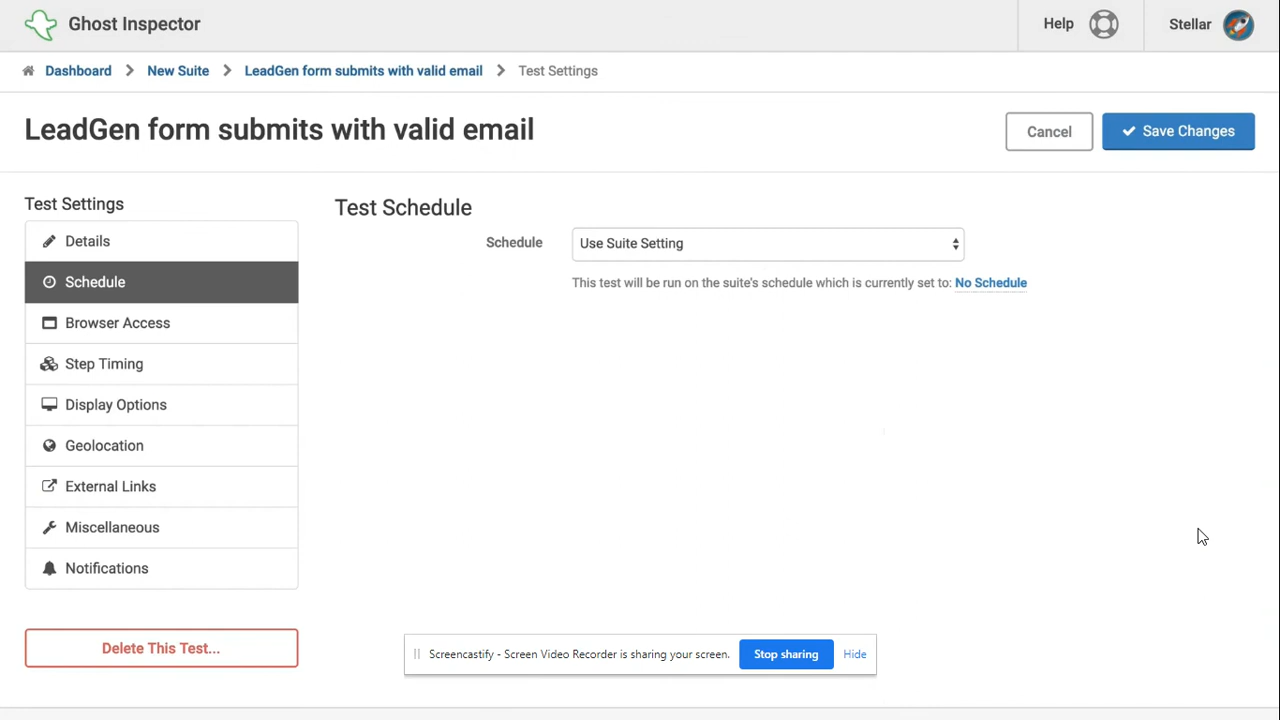 Ghost Inspector
Help
Stellar
Dashboard
New Suite
LeadGen form submits with valid email
Test Settings
LeadGen form submits with valid email
Cancel
Save Changes
Test Settings
Details
Schedule
Browser Access
Step Timing
Display Options
Geolocation
External Links
Miscellaneous
Notifications
Delete This Test...
Test Schedule
Schedule
Use Suite Setting
This test will be run on the suite's schedule which is currently set to: No Schedule
Screencastify - Screen Video Recorder is sharing your screen.
Stop sharing
Hide